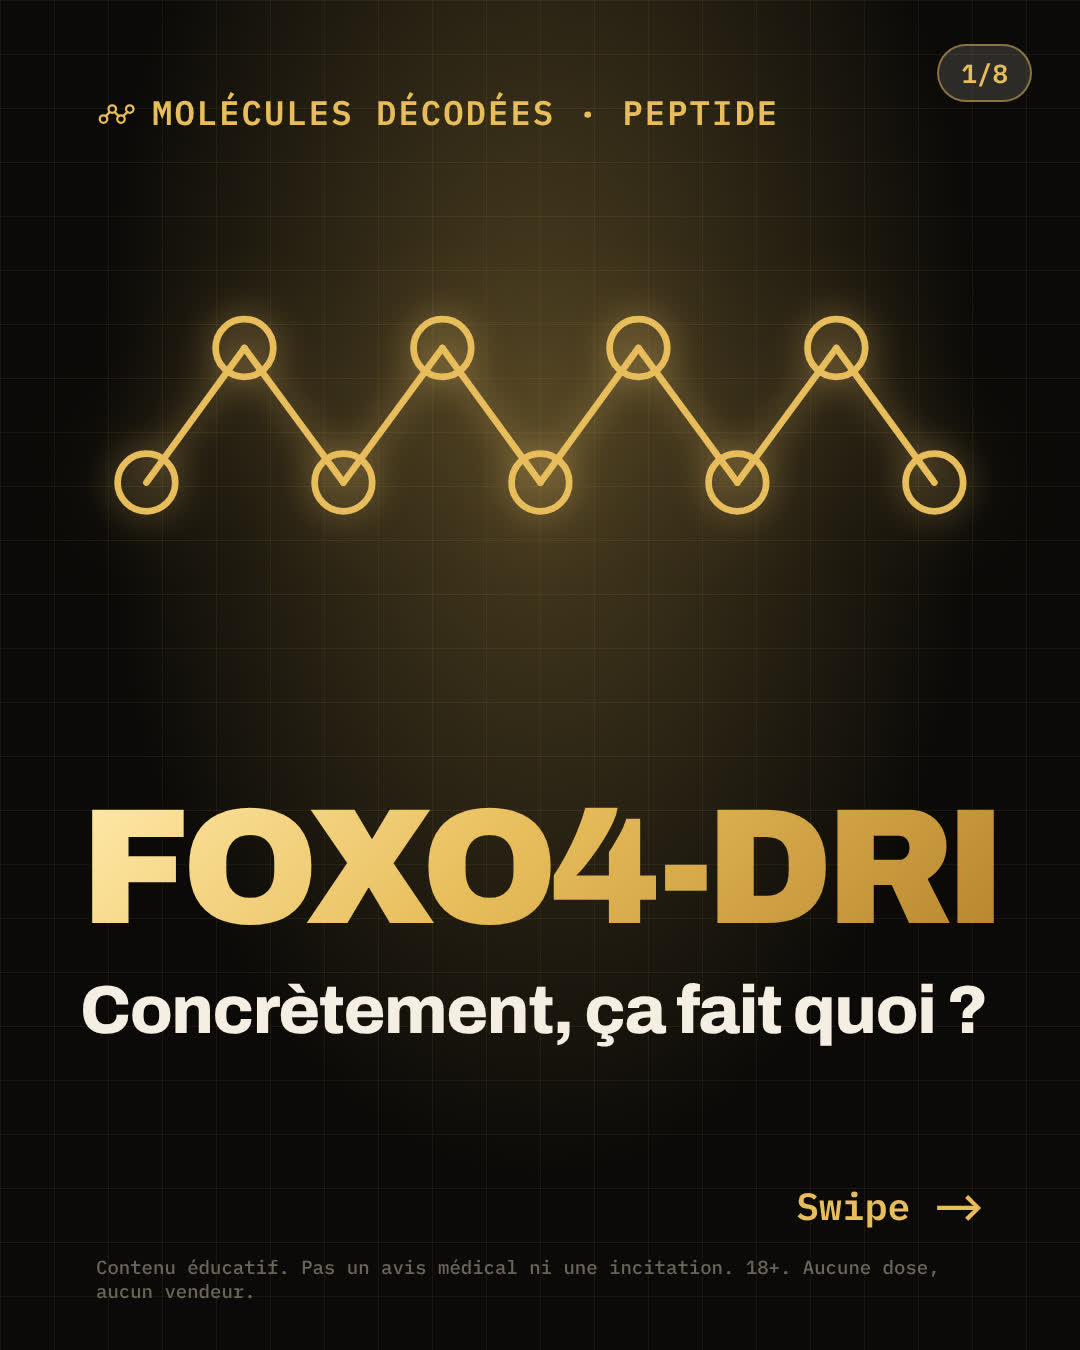 1/8
MOLÉCULES DÉCODÉES · PEPTIDE
FOXO4-DRI
Concrètement, ça fait quoi ?
Swipe →
Contenu éducatif. Pas un avis médical ni une incitation. 18+. Aucune dose,
aucun vendeur.